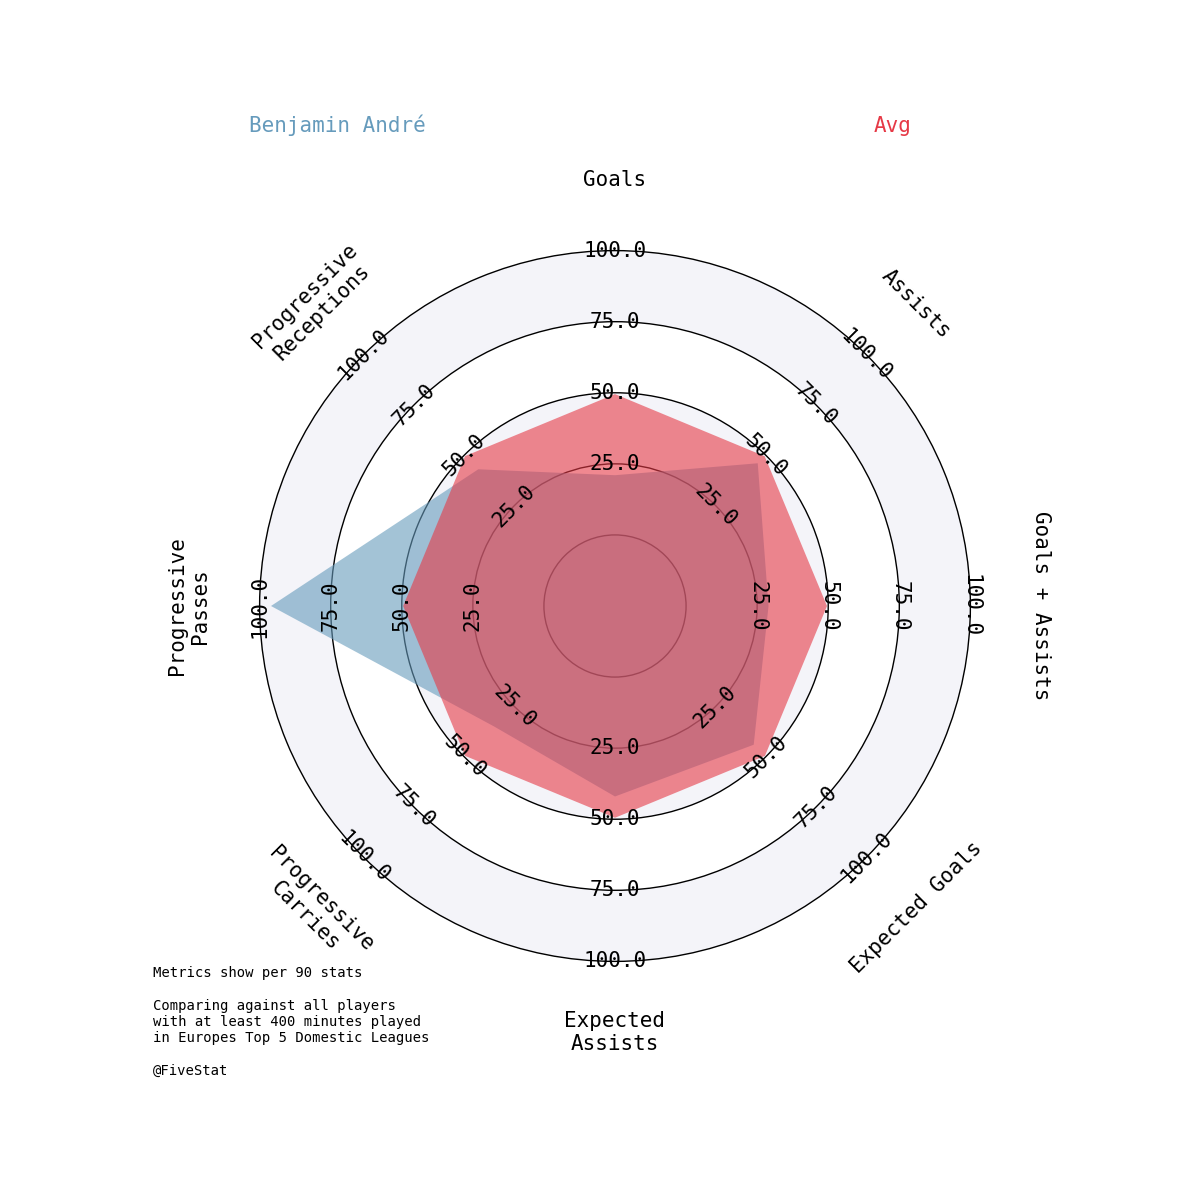 Benjamin André
Avg
Goals
Progressive
Receptions
Assists
100.0
100.0
100.0
75.0
75.0
75.0
50.0
50.0
50.0
25.0
25.0
25.0
Progressive
Passes
100.0
75.0
50.0
25.0
25.0
50.0
75.0
100.0
Goals + Assists
25.0
25.0
25.0
50.0
50.0
50.0
75.0
75.0
75.0
100.0
100.0
100.0
Progressive
Carries
Expected Goals
Expected
Assists
Metrics show per 90 stats
Comparing against all players
with at least 400 minutes played
in Europes Top 5 Domestic Leagues
@FiveStat